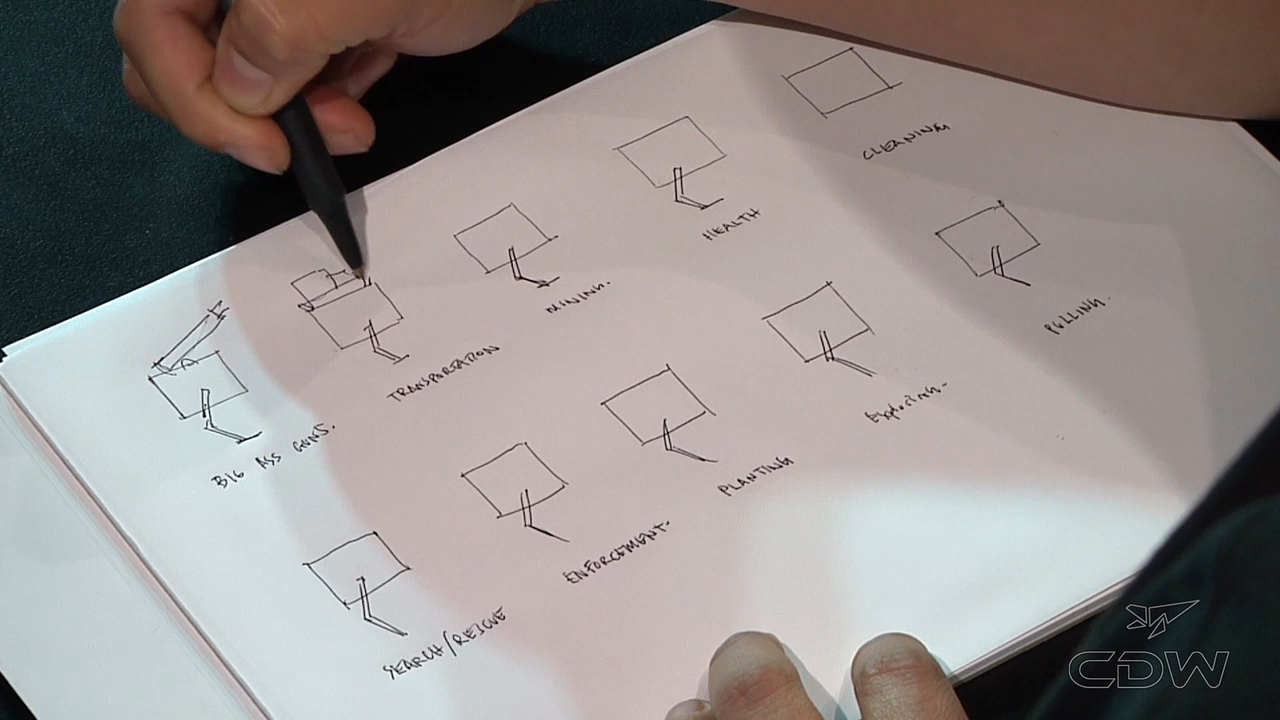 BIG ASS GUNS.
TRANSPORTATION
MINING.
HEALTH
CLEANING
SEARCH/RESCUE
ENFORCEMENT.
PLANTING
EXPLORING.
PULLING.
CDW